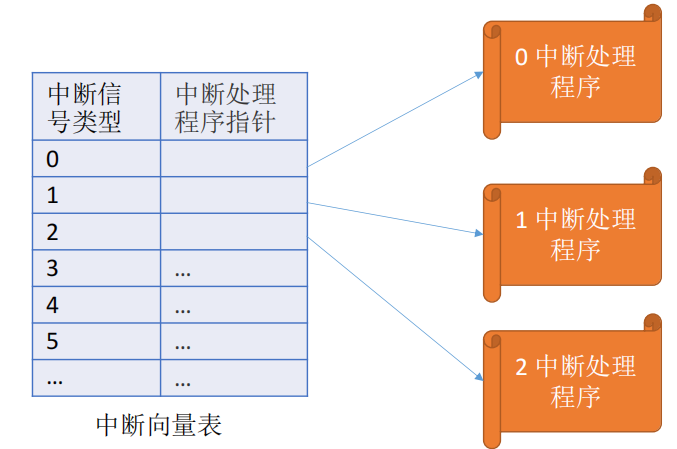 中断信
号类型
中断处理
程序指针
0
1
2
3 ...
4 ...
5 ...
... ...
中断向量表
0 中断处理
程序
1 中断处理
程序
2 中断处理
程序